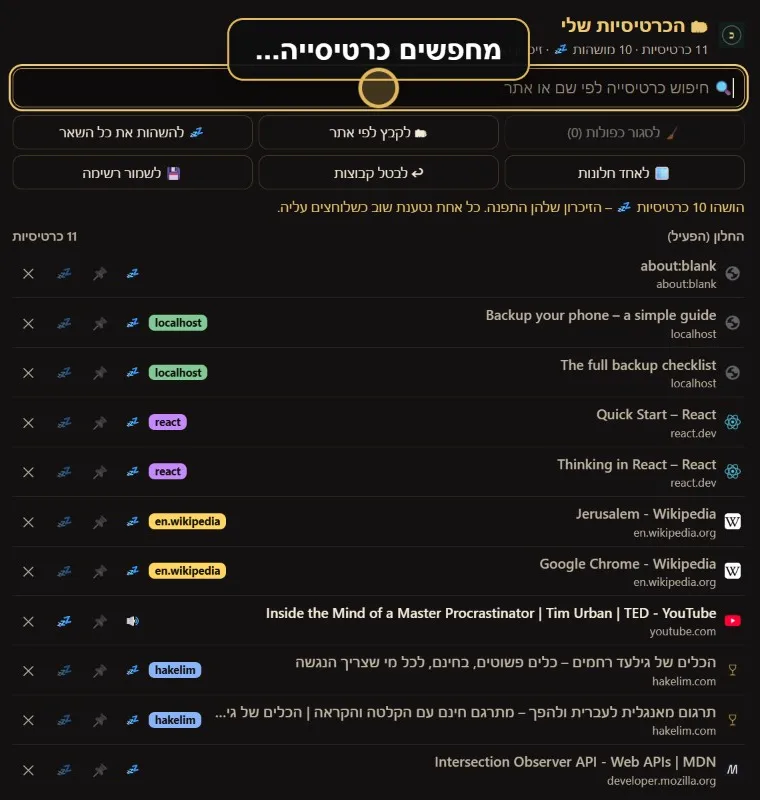 הכרטיסיות שלי
11 כרטיסיות · 10 מושהות 💤 ·
מחפשים כרטיסייה...
חיפוש כרטיסייה לפי שם או אתר
לסגור כפולות (0)
לקבץ לפי אתר
להשהות את כל השאר
לאחד חלונות
לבטל קבוצות
לשמור רשימה
הושהו 10 כרטיסיות 💤 – הזיכרון שלהן התפנה. כל אחת נטענת שוב כשלוחצים עליה.
החלון (הפעיל)
11 כרטיסיות
about:blank
about:blank
Backup your phone – a simple guide
localhost
localhost
The full backup checklist
localhost
localhost
Quick Start – React
react.dev
react
Thinking in React – React
react.dev
react
Jerusalem - Wikipedia
en.wikipedia.org
en.wikipedia
Google Chrome - Wikipedia
en.wikipedia.org
en.wikipedia
Inside the Mind of a Master Procrastinator | Tim Urban | TED - YouTube
youtube.com
הכלים של גילעד רחמים – כלים פשוטים, בחינם, לכל מי שצריך הנגשה
hakelim.com
hakelim
תרגום מאנגלית לעברית ולהפך – מתרגם חינם עם הקלטה והקראה | הכלים של גי...
hakelim.com
hakelim
Intersection Observer API - Web APIs | MDN
developer.mozilla.org